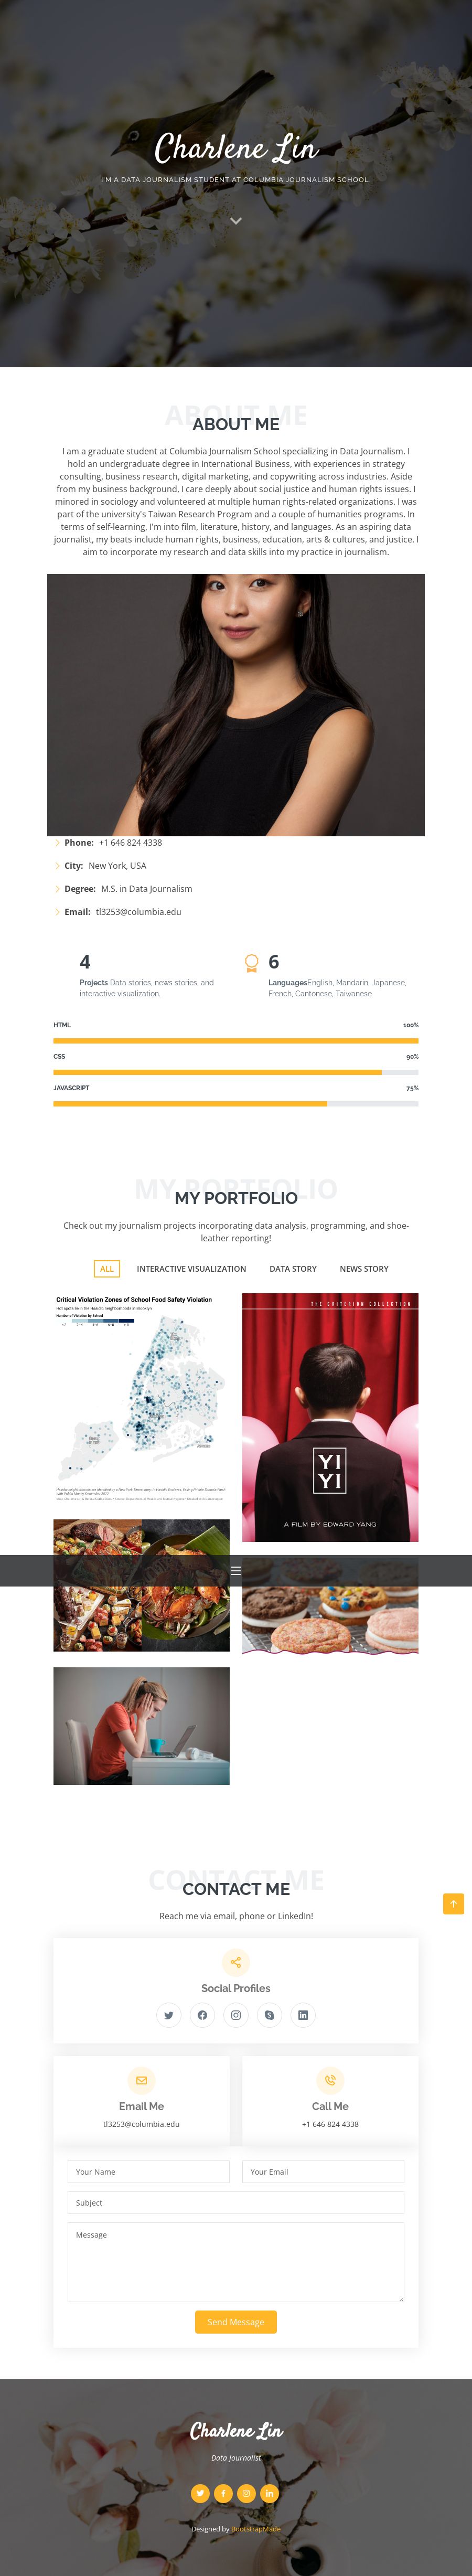 Charlene Lin
I'M A DATA JOURNALISM STUDENT AT COLUMBIA JOURNALISM SCHOOL.
ABOUT ME
ABOUT ME
I am a graduate student at Columbia Journalism School specializing in Data Journalism. I
hold an undergraduate degree in International Business, with experiences in strategy
consulting, business research, digital marketing, and copywriting across industries. Aside
from my business background, I care deeply about social justice and human rights issues. I
minored in sociology and volunteered at multiple human rights-related organizations. I was
part of the university's Taiwan Research Program and a couple of humanities programs. In
terms of self-learning, I'm into film, literature, history, and languages. As an aspiring data
journalist, my beats include human rights, business, education, arts & cultures, and justice. I
aim to incorporate my research and data skills into my practice in journalism.
Phone: +1 646 824 4338
City: New York, USA
Degree: M.S. in Data Journalism
Email: tl3253@columbia.edu
4
Projects Data stories, news stories, and
interactive visualization.
6
LanguagesEnglish, Mandarin, Japanese,
French, Cantonese, Taiwanese
HTML 100%
CSS 90%
JAVASCRIPT 75%
MY PORTFOLIO
MY PORTFOLIO
Check out my journalism projects incorporating data analysis, programming, and shoe-
leather reporting!
ALL INTERACTIVE VISUALIZATION DATA STORY NEWS STORY
Critical Violation Zones of School Food Safety Violation
Number of Violation by School
THE CRITERION COLLECTION
YI
YI
A FILM BY EDWARD YANG
CONTACT ME
CONTACT ME
Reach me via email, phone or LinkedIn!
Social Profiles
Email Me
tl3253@columbia.edu
Call Me
+1 646 824 4338
Your Name
Your Email
Subject
Message
Send Message
Charlene Lin
Data Journalist.
Designed by BootstrapMade